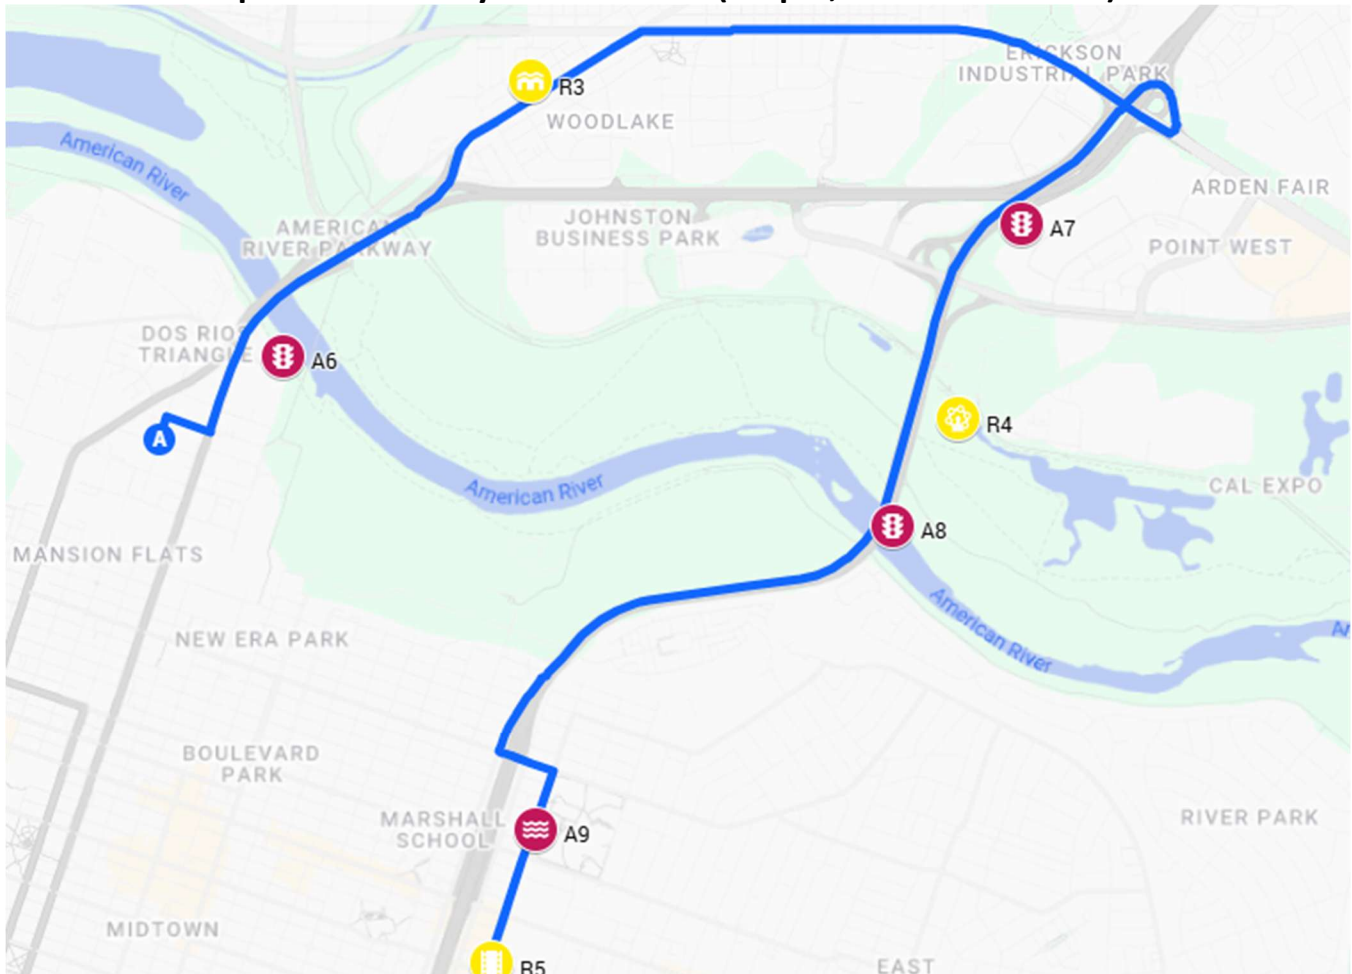 ERICKSON
INDUSTRIAL PARK
R3
WOODLAKE
American River
ARDEN FAIR
AMERICAN
RIVER PARKWAY
JOHNSTON
BUSINESS PARK
A7
POINT WEST
DOS RIOS
TRIANGLE
A6
R4
A
American River
CAL EXPO
A8
MANSION FLATS
American River
NEW ERA PARK
BOULEVARD
PARK
MARSHALL
SCHOOL
A9
RIVER PARK
MIDTOWN
R5
EAST